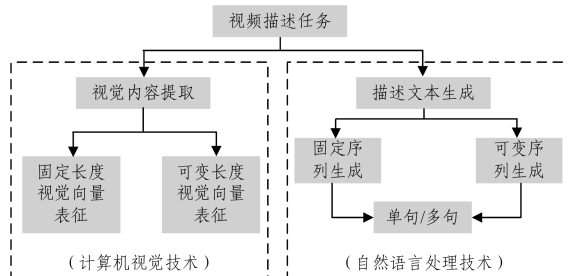 视频描述任务
视觉内容提取
描述文本生成
固定长度
视觉向量
表征
可变长度
视觉向量
表征
固定序
列生成
可变序
列生成
单句/多句
(计算机视觉技术)
(自然语言处理技术)